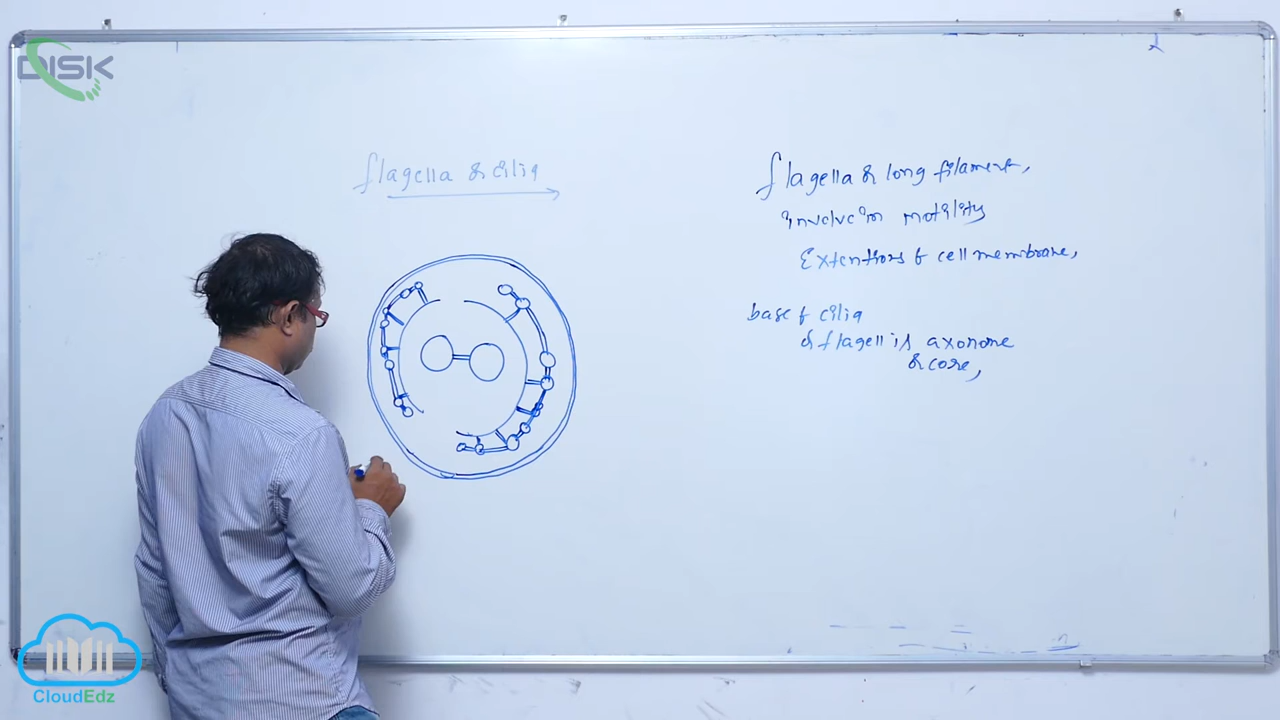 DISK
flagella & cilia
flagella & long filament,
involve in motility
Extentions of cell membrane,
base of cilia
& flagell is axonome
& core,
CloudEdz